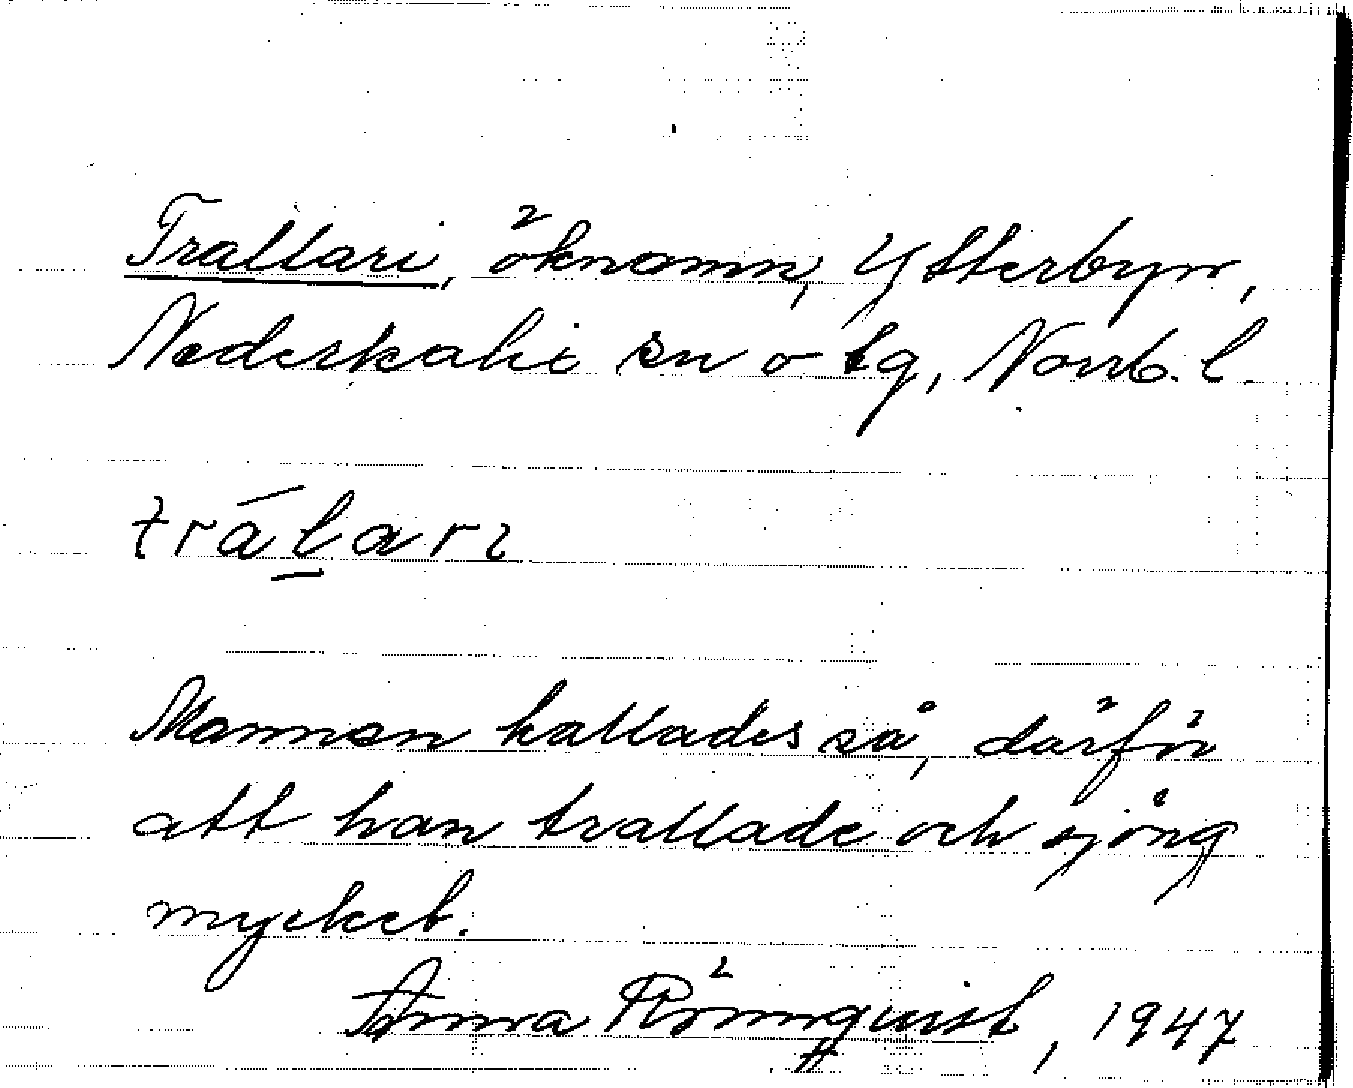 Trallari, öknamn, Ytterbyn,
Nederkalix sn o tg, Norrb. l.
trálari
Mannen kallades så, därför
att han trallade och sjöng
mycket.
Anna Römquist, 1947